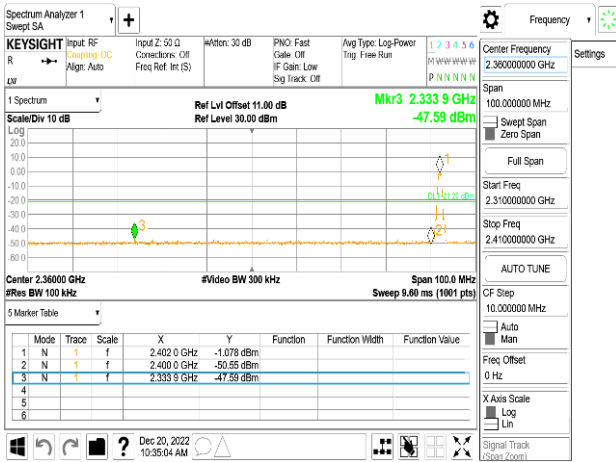 Spectrum Analyzer 1
Swept SA
Frequency
KEYSIGHT
R
Input: RF
Coupling: DC
Align: Auto
Input Z: 50 Ω
Corrections: Off
Freq Ref: Int (S)
#Atten: 30 dB
PNO: Fast
Gate: Off
IF Gain: Low
Sig Track: Off
Avg Type: Log-Power
Trig: Free Run
1 2 3 4 5 6
M W W W W W
P N N N N N
1 Spectrum
Scale/Div 10 dB
Ref Lvl Offset 11.00 dB
Ref Level 30.00 dBm
Mkr3 2.333 9 GHz
-47.59 dBm
Log
20.0
10.0
0.00
-10.0
-20.0
-30.0
-40.0
-50.0
-60.0
1
2
3
Center 2.36000 GHz
#Video BW 300 kHz
Span 100.0 MHz
#Res BW 100 kHz
Sweep 9.60 ms (1001 pts)
5 Marker Table
Mode Trace Scale X Y Function Function Width Function Value
1 N 1 f 2.402 0 GHz -1.078 dBm
2 N 1 f 2.400 0 GHz -50.55 dBm
3 N 1 f 2.333 9 GHz -47.59 dBm
4
5
6
Dec 20, 2022
10:35:04 AM
Center Frequency
2.360000000 GHz
Settings
Span
100.000000 MHz
Swept Span
Zero Span
Full Span
Start Freq
2.310000000 GHz
Stop Freq
2.410000000 GHz
AUTO TUNE
CF Step
10.000000 MHz
Auto
Man
Freq Offset
0 Hz
X Axis Scale
Log
Lin
Signal Track
(Span Zoom)